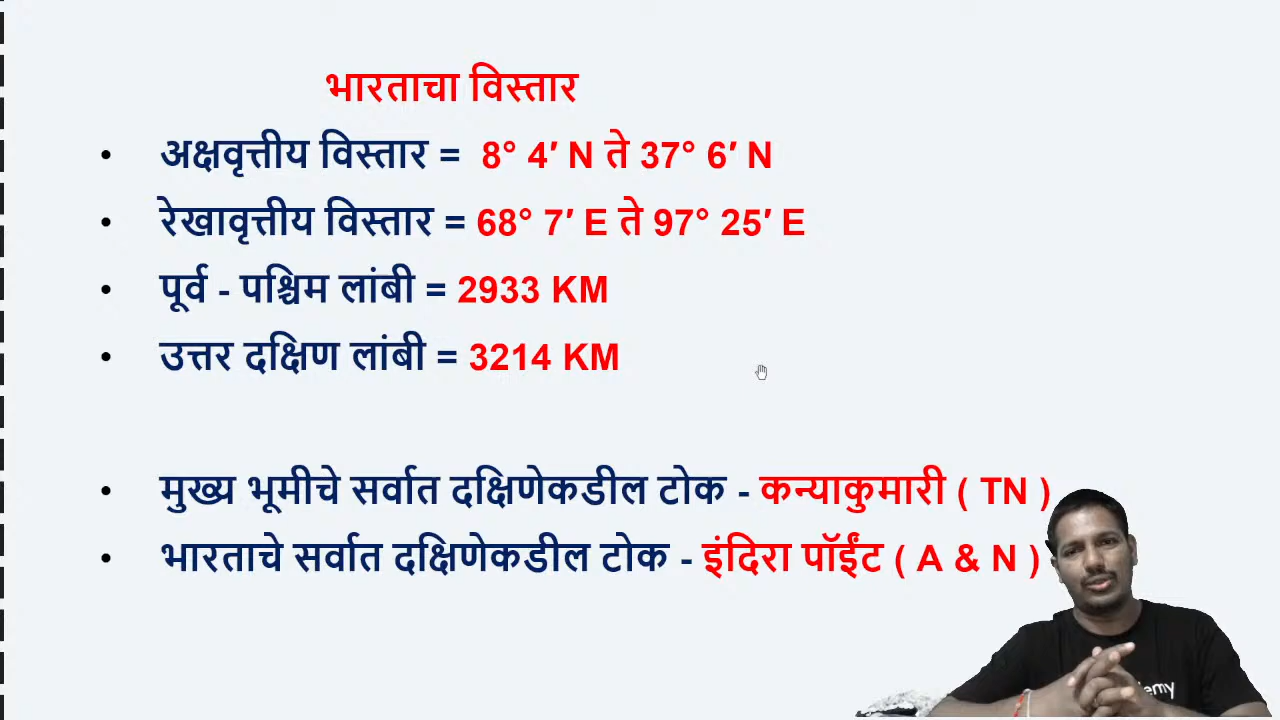 भारताचा विस्तार
• अक्षवृत्तीय विस्तार = 8° 4′ N ते 37° 6′ N
• रेखावृत्तीय विस्तार = 68° 7′ E ते 97° 25′ E
• पूर्व - पश्चिम लांबी = 2933 KM
• उत्तर दक्षिण लांबी = 3214 KM
• मुख्य भूमीचे सर्वात दक्षिणेकडील टोक - कन्याकुमारी ( TN )
• भारताचे सर्वात दक्षिणेकडील टोक - इंदिरा पॉईंट ( A & N )